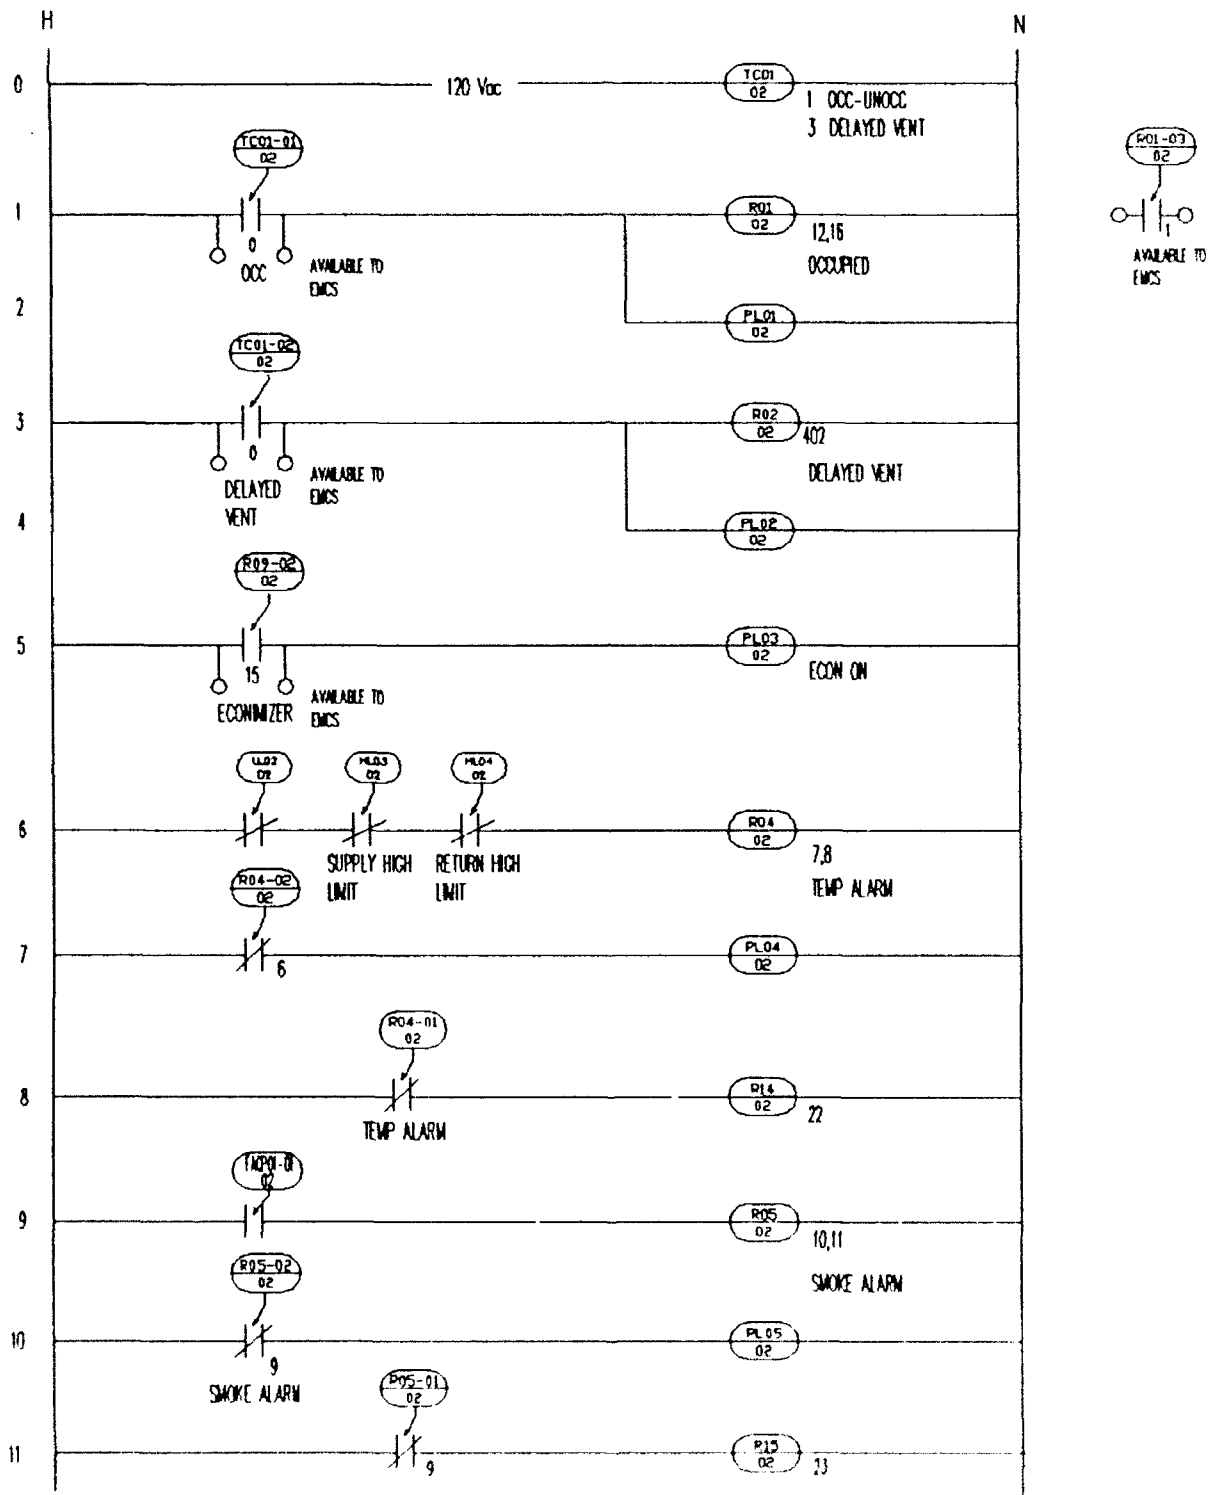 H
N
0
120 Vac
TC01
02
1 OCC-UNOCC
3 DELAYED VENT
TC01-01
02
R01-03
02
1
AVAILABLE TO
EMCS
1
0
OCC
AVAILABLE TO
EMCS
R01
02
12,16
OCCUPIED
2
PL01
02
TC01-02
02
3
0
DELAYED
VENT
AVAILABLE TO
EMCS
R02
02
402
DELAYED VENT
4
PL02
02
R09-02
02
5
15
ECONIMIZER
AVAILABLE TO
EMCS
PL03
02
ECON ON
LL02
02
HL03
02
HL04
02
6
SUPPLY HIGH
LIMIT
RETURN HIGH
LIMIT
R04
02
7,8
TEMP ALARM
R04-02
02
7
6
PL04
02
R04-01
02
8
TEMP ALARM
R14
02
22
02
9
R05
02
10,11
SMOKE ALARM
R05-02
02
10
9
SMOKE ALARM
PL05
02
R05-01
02
11
9
R15
02
23